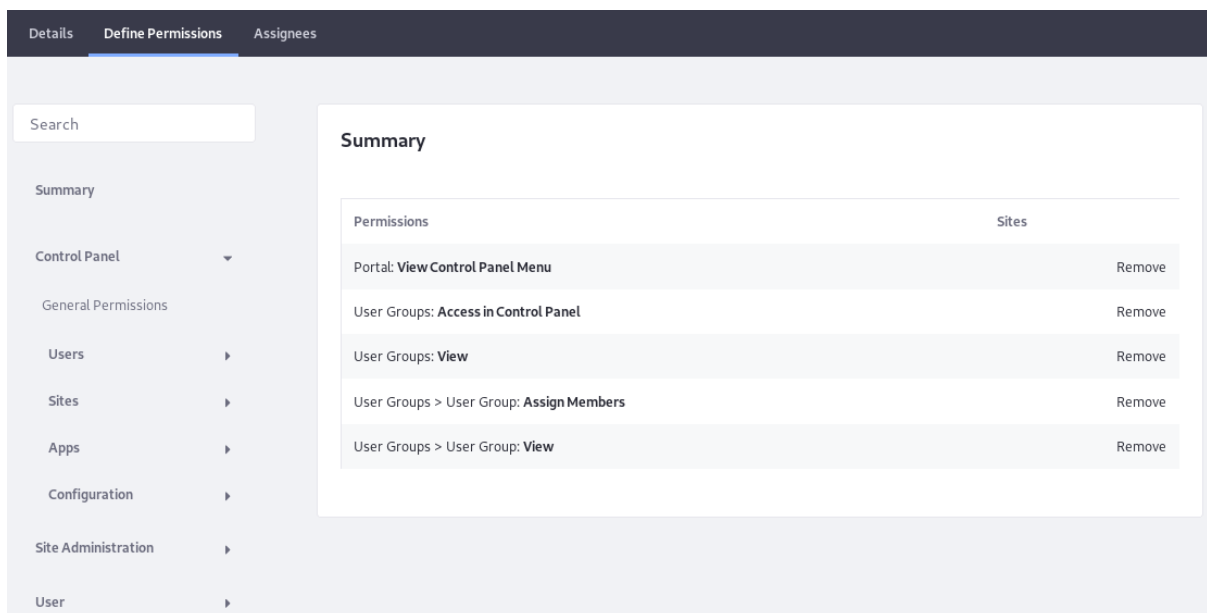 Details Define Permissions Assignees
Search
Summary
Control Panel
General Permissions
Users
Sites
Apps
Configuration
Site Administration
User
Summary
Permissions Sites
Portal: View Control Panel Menu Remove
User Groups: Access in Control Panel Remove
User Groups: View Remove
User Groups > User Group: Assign Members Remove
User Groups > User Group: View Remove